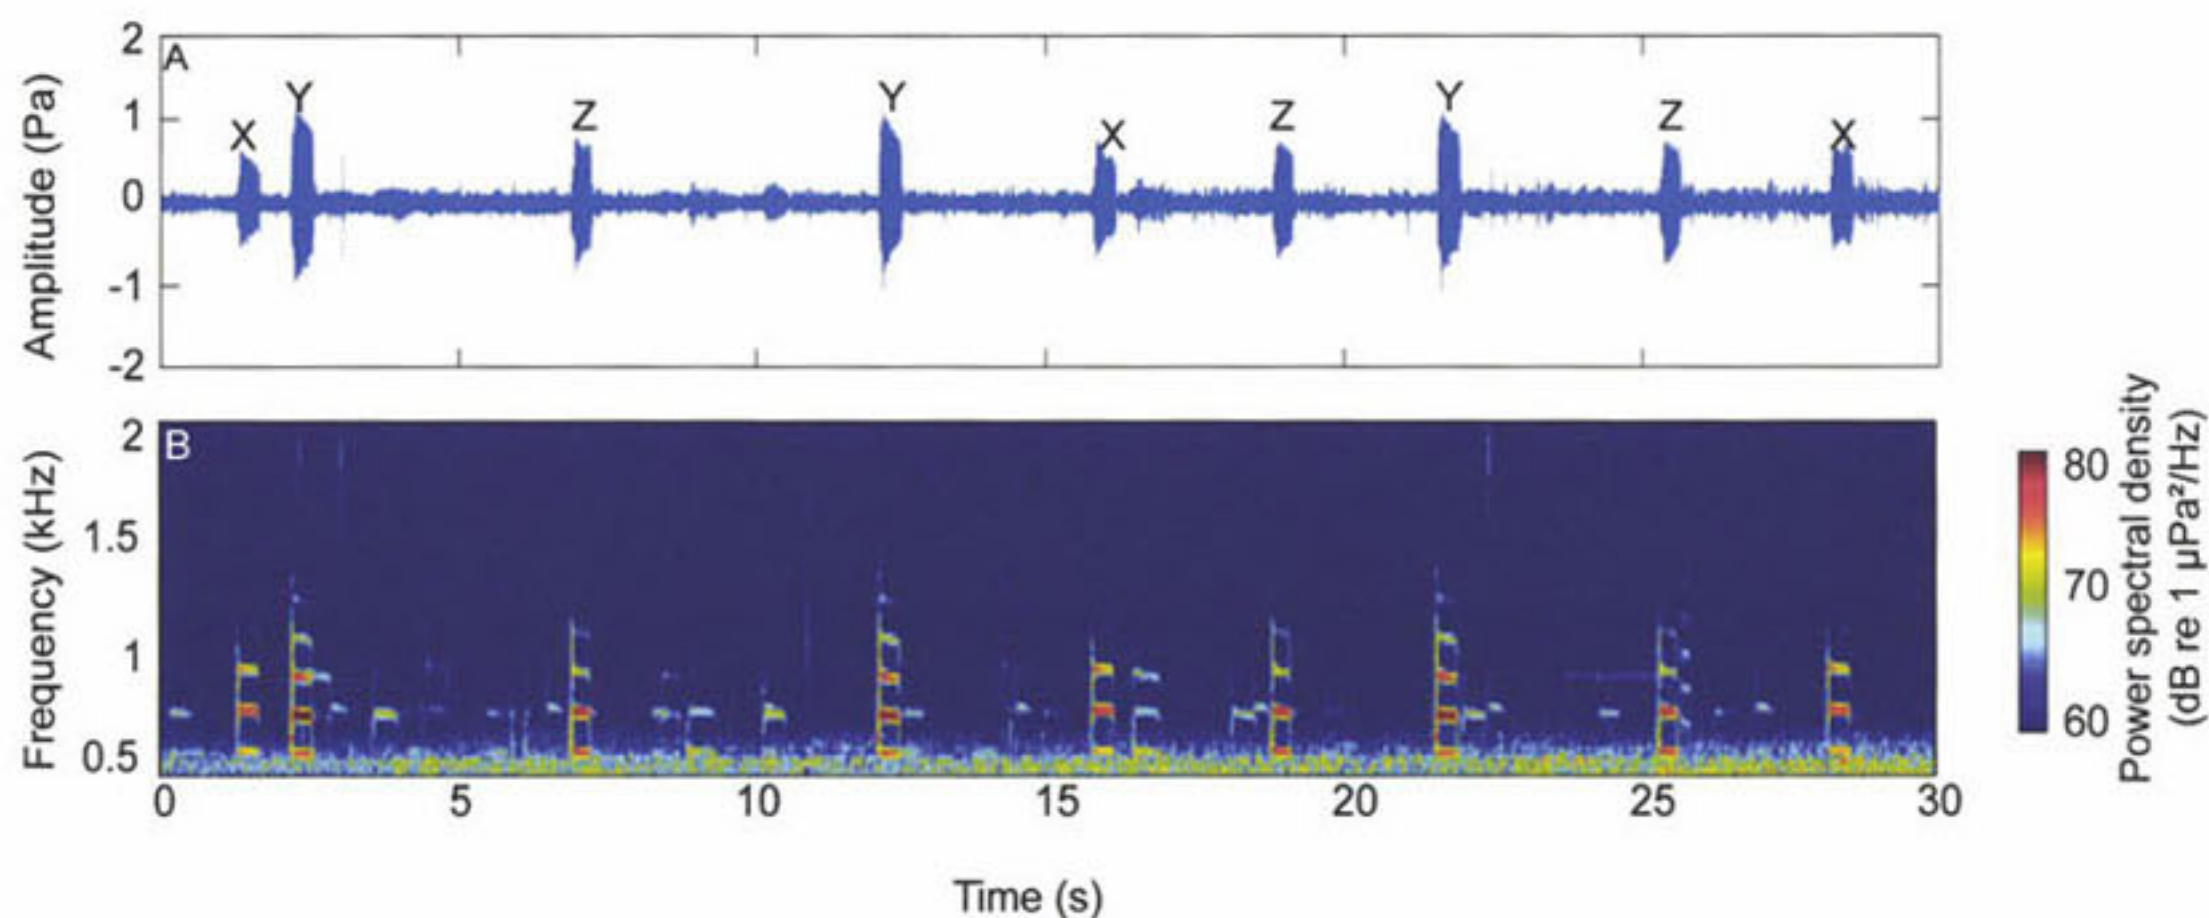 A
2
1
0
-1
-2
Amplitude (Pa)
X
Y
Z
Y
X
Z
Y
Z
X
B
2
1.5
1
0.5
Frequency (kHz)
0
5
10
15
20
25
30
Time (s)
80
70
60
Power spectral density
(dB re 1 µPa²/Hz)